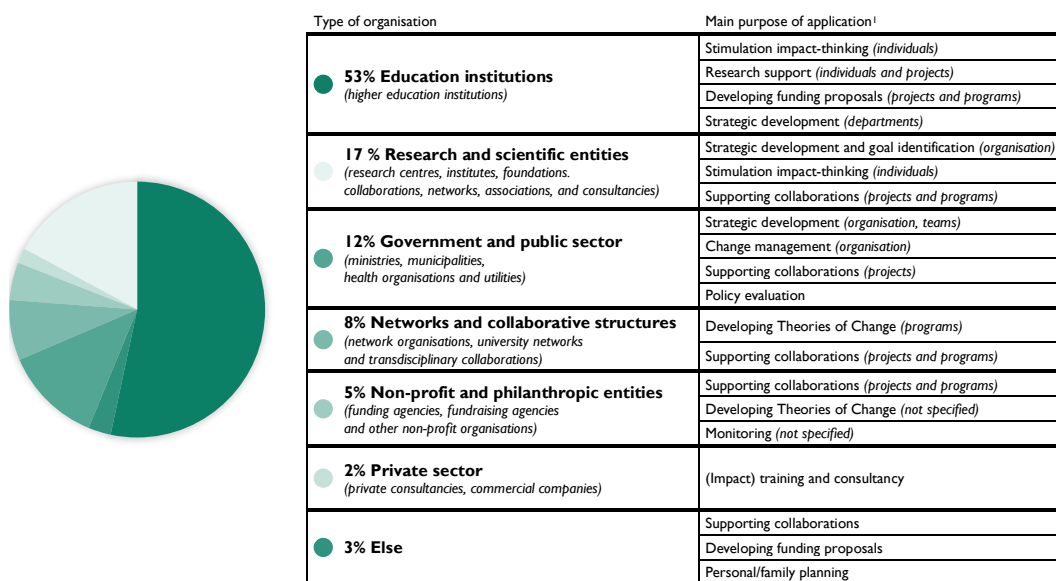 Type of organisation
Main purpose of application¹
53% Education institutions
(higher education institutions)
Stimulation impact-thinking (individuals)
Research support (individuals and projects)
Developing funding proposals (projects and programs)
Strategic development (departments)
17 % Research and scientific entities
(research centres, institutes, foundations.
collaborations, networks, associations, and consultancies)
Strategic development and goal identification (organisation)
Stimulation impact-thinking (individuals)
Supporting collaborations (projects and programs)
12% Government and public sector
(ministries, municipalities,
health organisations and utilities)
Strategic development (organisation, teams)
Change management (organisation)
Supporting collaborations (projects)
Policy evaluation
8% Networks and collaborative structures
(network organisations, university networks
and transdisciplinary collaborations)
Developing Theories of Change (programs)
Supporting collaborations (projects and programs)
5% Non-profit and philanthropic entities
(funding agencies, fundraising agencies
and other non-profit organisations)
Supporting collaborations (projects and programs)
Developing Theories of Change (not specified)
Monitoring (not specified)
2% Private sector
(private consultancies, commercial companies)
(Impact) training and consultancy
3% Else
Supporting collaborations
Developing funding proposals
Personal/family planning